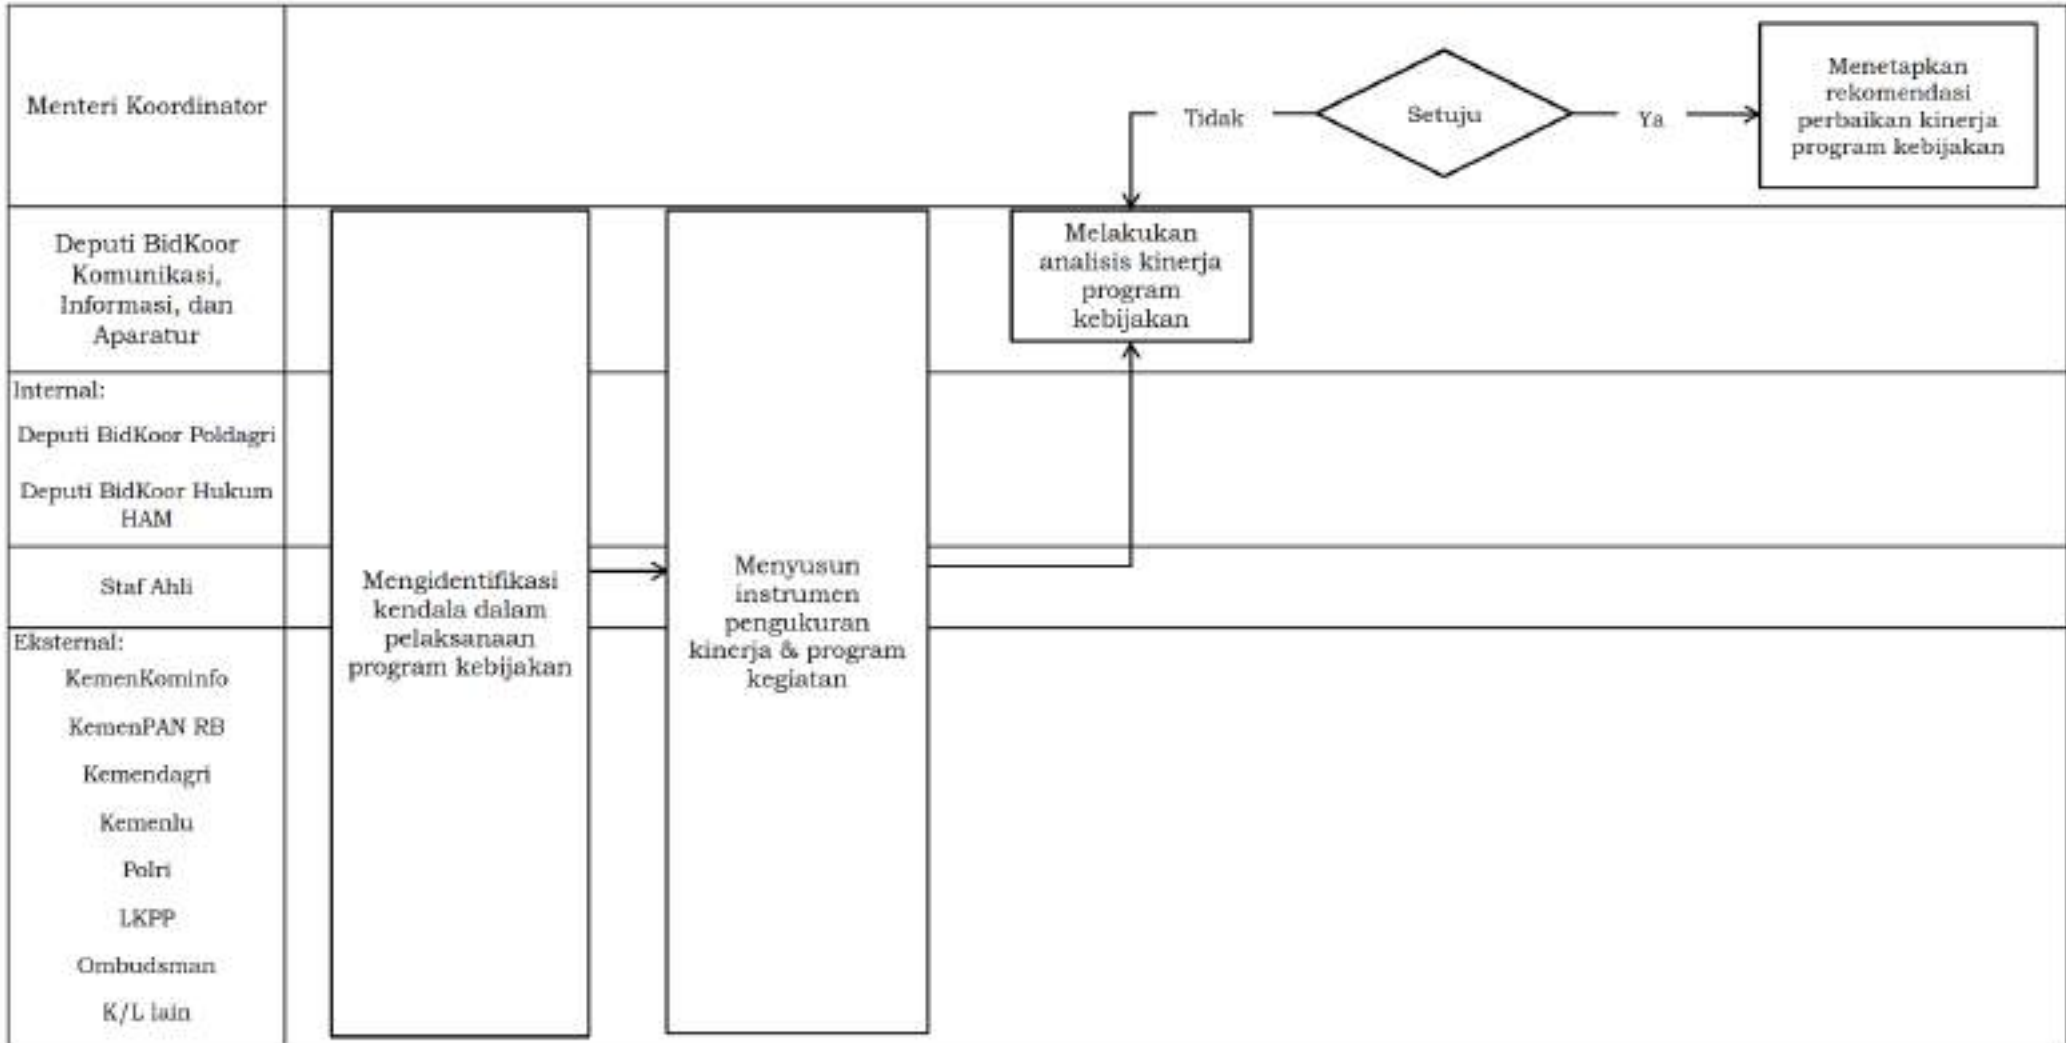 Menteri Koordinator
Tidak
Setuju
Ya
Menetapkan
rekomendasi
perbaikan kinerja
program kebijakan
Deputi BidKoor
Komunikasi,
Informasi, dan
Aparatur
Melakukan
analisis kinerja
program
kebijakan
Internal:
Deputi BidKoor Poldagri
Deputi BidKoor Hukum
HAM
Staf Ahli
Mengidentifikasi
kendala dalam
pelaksanaan
program kebijakan
Menyusun
instrumen
pengukuran
kinerja & program
kegiatan
Eksternal:
KemenKominfo
KemenPAN RB
Kemendagri
Kemenlu
Polri
LKPP
Ombudsman
K/L lain